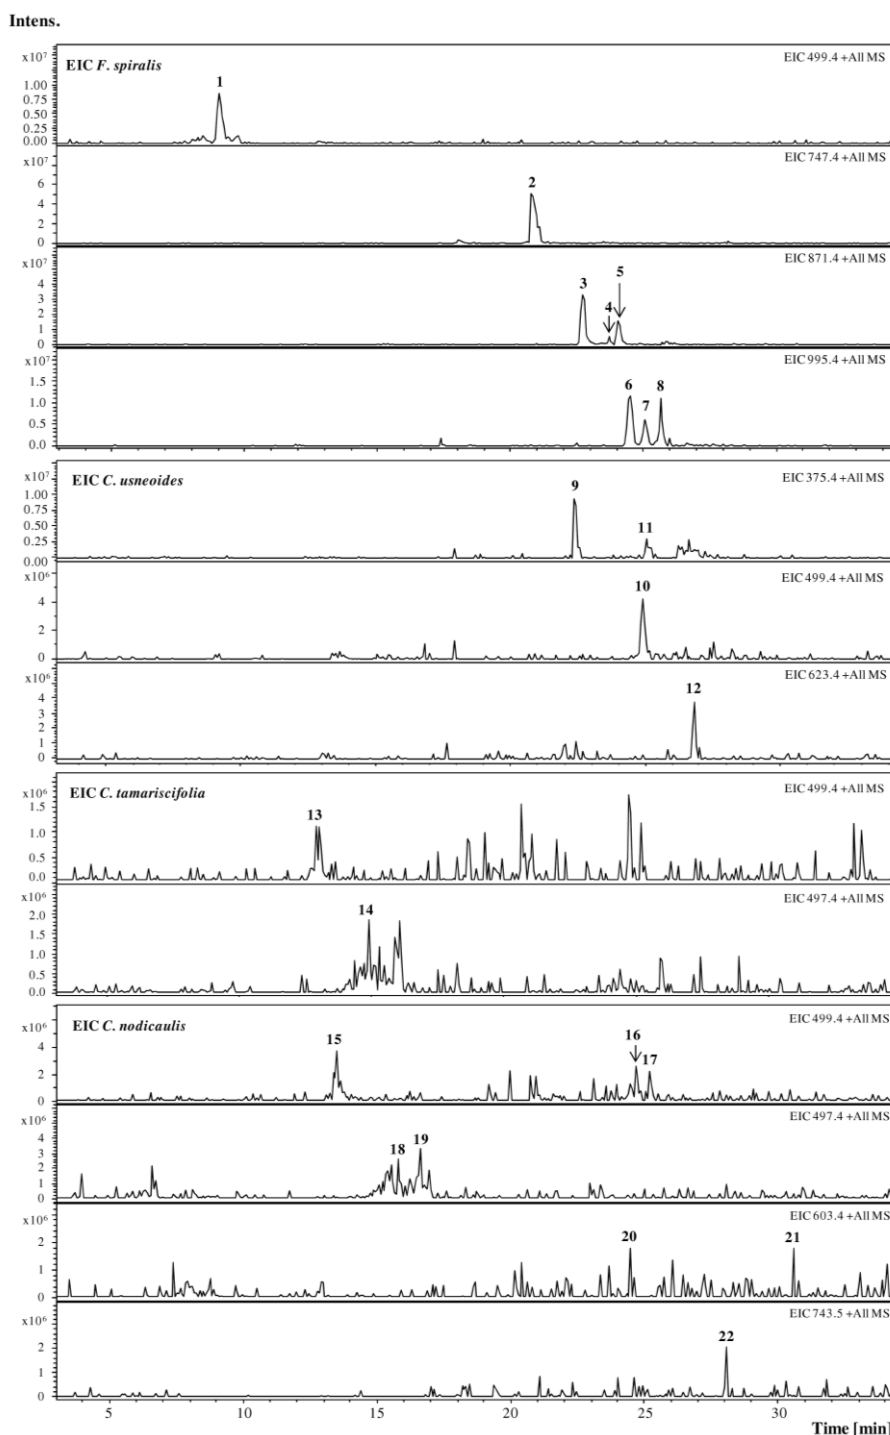 Intens.
x10⁷
EIC F. spiralis
EIC 499.4 +All MS
1
1.00
0.75
0.50
0.25
0.00
x10⁷
EIC 747.4 +All MS
2
6
4
2
0
x10⁷
EIC 871.4 +All MS
3
4
5
4
3
2
1
0
x10⁷
EIC 995.4 +All MS
6
7
8
1.5
1.0
0.5
0.0
x10⁷
EIC C. usneoides
EIC 375.4 +All MS
9
11
1.00
0.75
0.50
0.25
0.00
x10⁶
EIC 499.4 +All MS
10
4
2
0
x10⁶
EIC 623.4 +All MS
12
4
3
2
1
0
x10⁶
EIC C. tamariscifolia
EIC 499.4 +All MS
13
1.5
1.0
0.5
0.0
x10⁶
EIC 497.4 +All MS
14
2.0
1.5
1.0
0.5
0.0
x10⁶
EIC C. nodicaulis
EIC 499.4 +All MS
15
16
17
4
2
0
x10⁶
EIC 497.4 +All MS
18
19
4
3
2
1
0
x10⁶
EIC 603.4 +All MS
20
21
2
1
0
x10⁶
EIC 743.5 +All MS
22
2
1
0
5 10 15 20 25 30
Time [min]